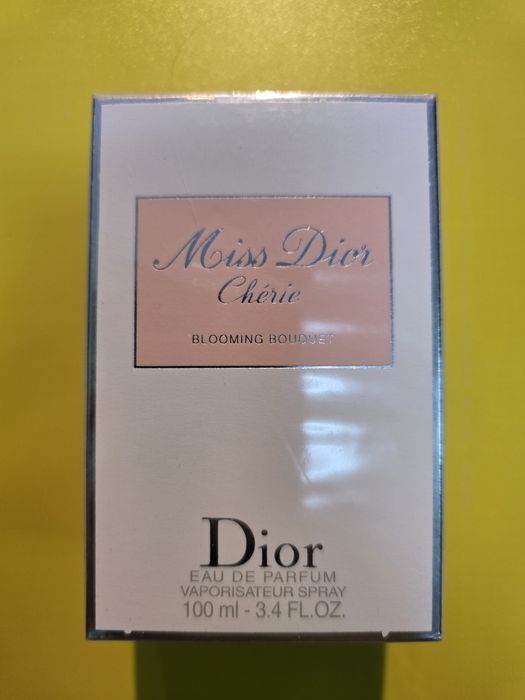 Miss Dior
Chérie
BLOOMING BOUQUET
Dior
EAU DE PARFUM
VAPORISATEUR SPRAY
100 ml - 3.4 FL.OZ.